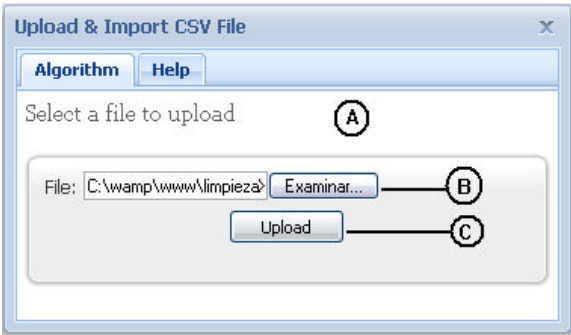 Upload & Import CSV File x
Algorithm Help
Select a file to upload A
File: C:\wamp\www\limpieza Examinar... B
Upload C